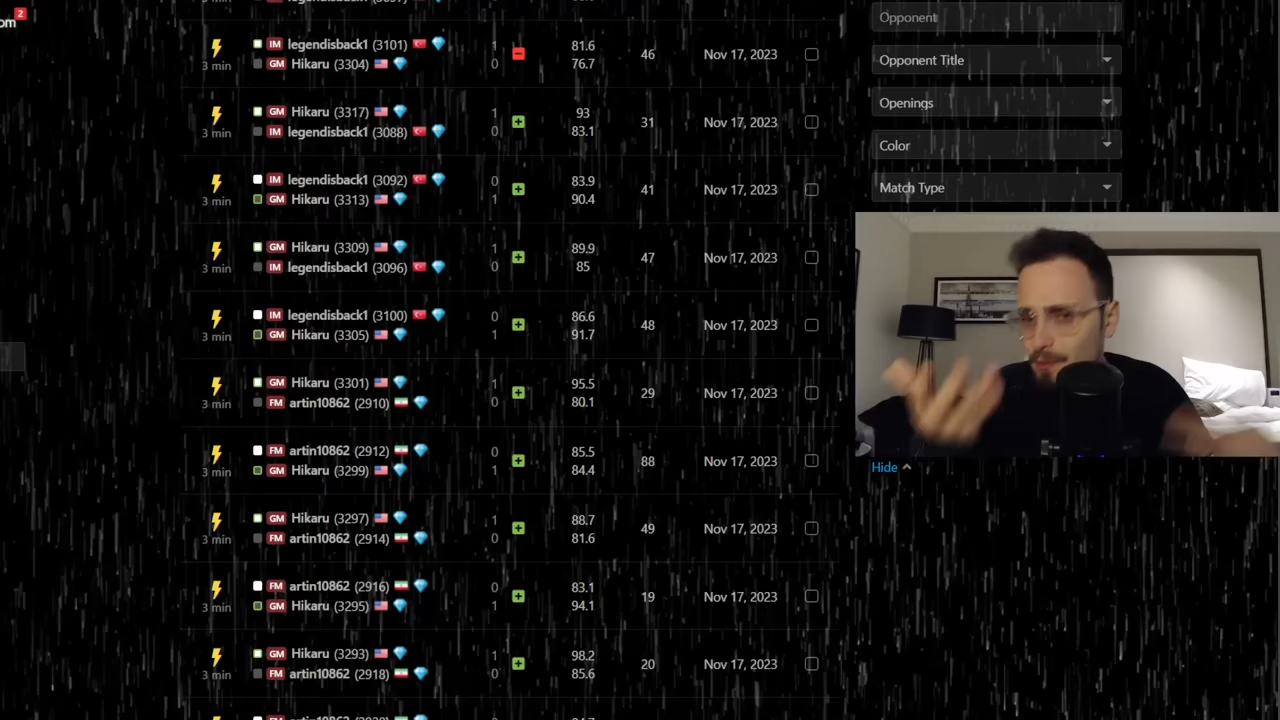 om
2
IM legendisback1 (3101) 1 81.6
3 min GM Hikaru (3304) 0 76.7 46 Nov 17, 2023
GM Hikaru (3317) 1 93
3 min IM legendisback1 (3088) 0 83.1 31 Nov 17, 2023
IM legendisback1 (3092) 0 83.9
3 min GM Hikaru (3313) 1 90.4 41 Nov 17, 2023
GM Hikaru (3309) 1 89.9
3 min IM legendisback1 (3096) 0 85 47 Nov 17, 2023
IM legendisback1 (3100) 0 86.6
3 min GM Hikaru (3305) 1 91.7 48 Nov 17, 2023
GM Hikaru (3301) 1 95.5
3 min FM artin10862 (2910) 0 80.1 29 Nov 17, 2023
FM artin10862 (2912) 0 85.5
3 min GM Hikaru (3299) 1 84.4 88 Nov 17, 2023
GM Hikaru (3297) 1 88.7
3 min FM artin10862 (2914) 0 81.6 49 Nov 17, 2023
FM artin10862 (2916) 0 83.1
3 min GM Hikaru (3295) 1 94.1 19 Nov 17, 2023
GM Hikaru (3293) 1 98.2
3 min FM artin10862 (2918) 0 85.6 20 Nov 17, 2023
Opponent
Opponent Title
Openings
Color
Match Type
Hide